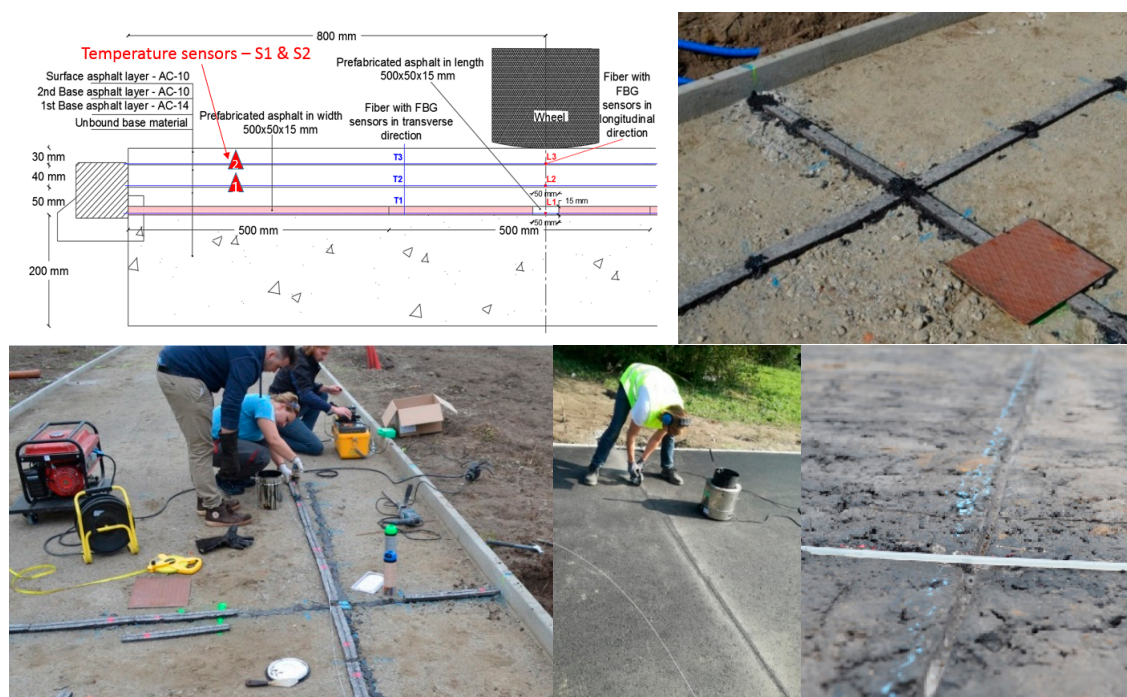 800 mm
Temperature sensors – S1 & S2
Surface asphalt layer - AC-10
2nd Base asphalt layer - AC-10
1st Base asphalt layer - AC-14
Unbound base material
Prefabricated asphalt in width
500x50x15 mm
Fiber with FBG
sensors in transverse
direction
Prefabricated asphalt in length
500x50x15 mm
Wheel
Fiber with
FBG
sensors in
longitudinal
direction
30 mm
40 mm
50 mm
200 mm
2
1
T3
T2
T1
L3
L2
L1
50 mm
15 mm
50 mm
500 mm
500 mm